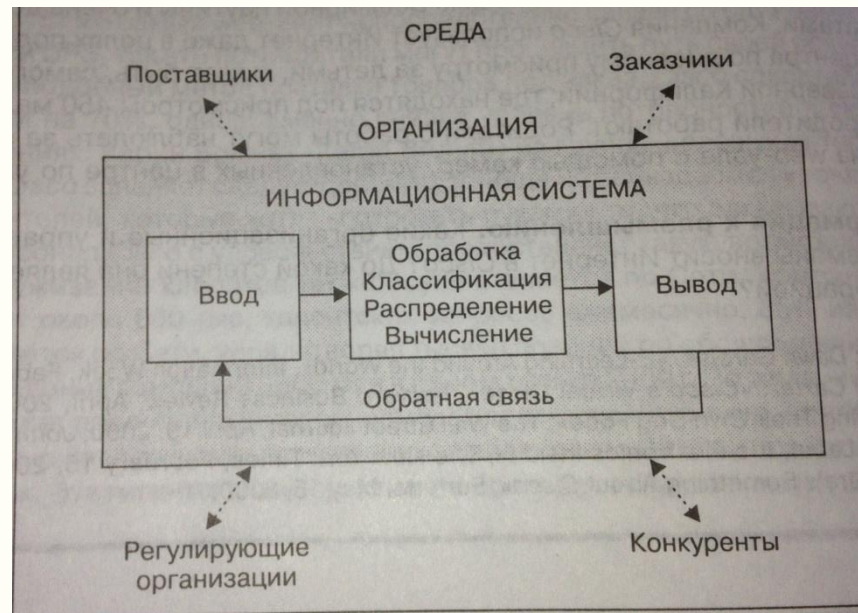 СРЕДА
Поставщики
Заказчики
ОРГАНИЗАЦИЯ
ИНФОРМАЦИОННАЯ СИСТЕМА
Ввод
Обработка
Классификация
Распределение
Вычисление
Вывод
Обратная связь
Регулирующие
организации
Конкуренты